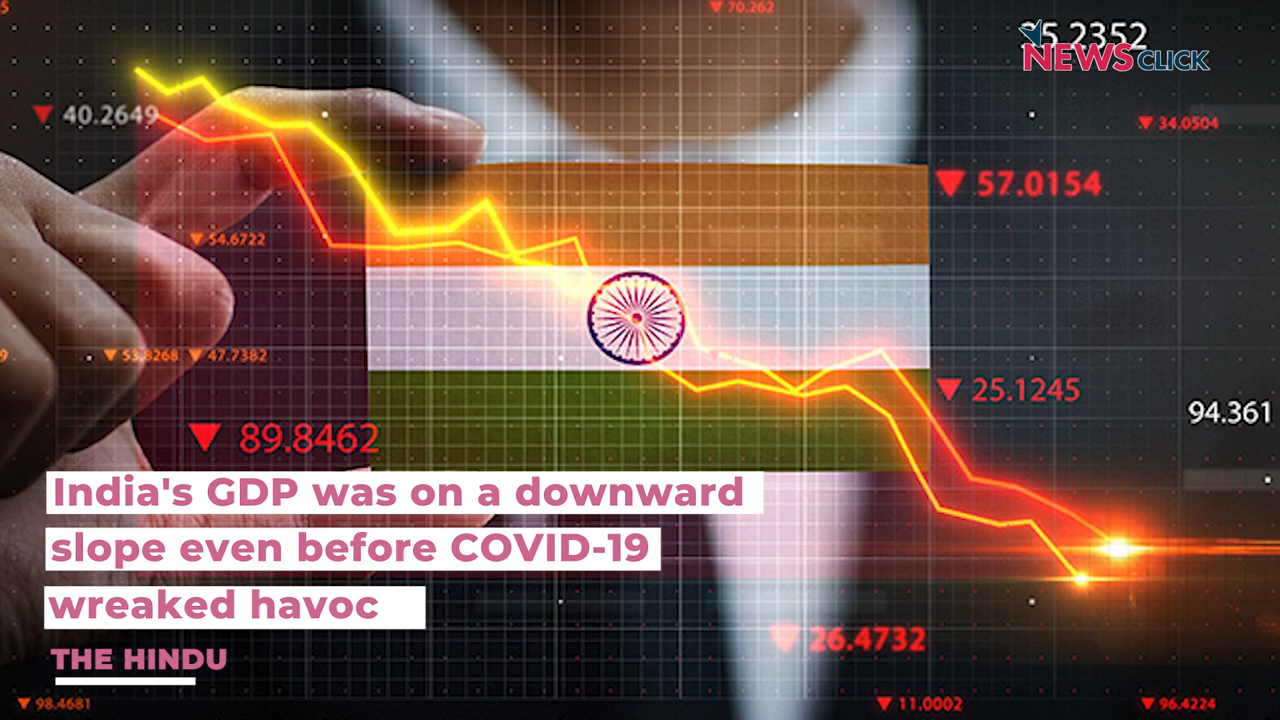 ▼ 70.262
35.2352
NEWSCLICK
▼ 40.2649
▼ 34.0504
▼ 57.0154
▼ 54.6722
▼ 53.8268 ▼ 47.7382
▼ 25.1245
94.361
▼ 89.8462
India's GDP was on a downward
slope even before COVID-19
wreaked havoc
▼ 26.4732
THE HINDU
▼ 98.4681
▼ 11.0002
▼ 96.4224